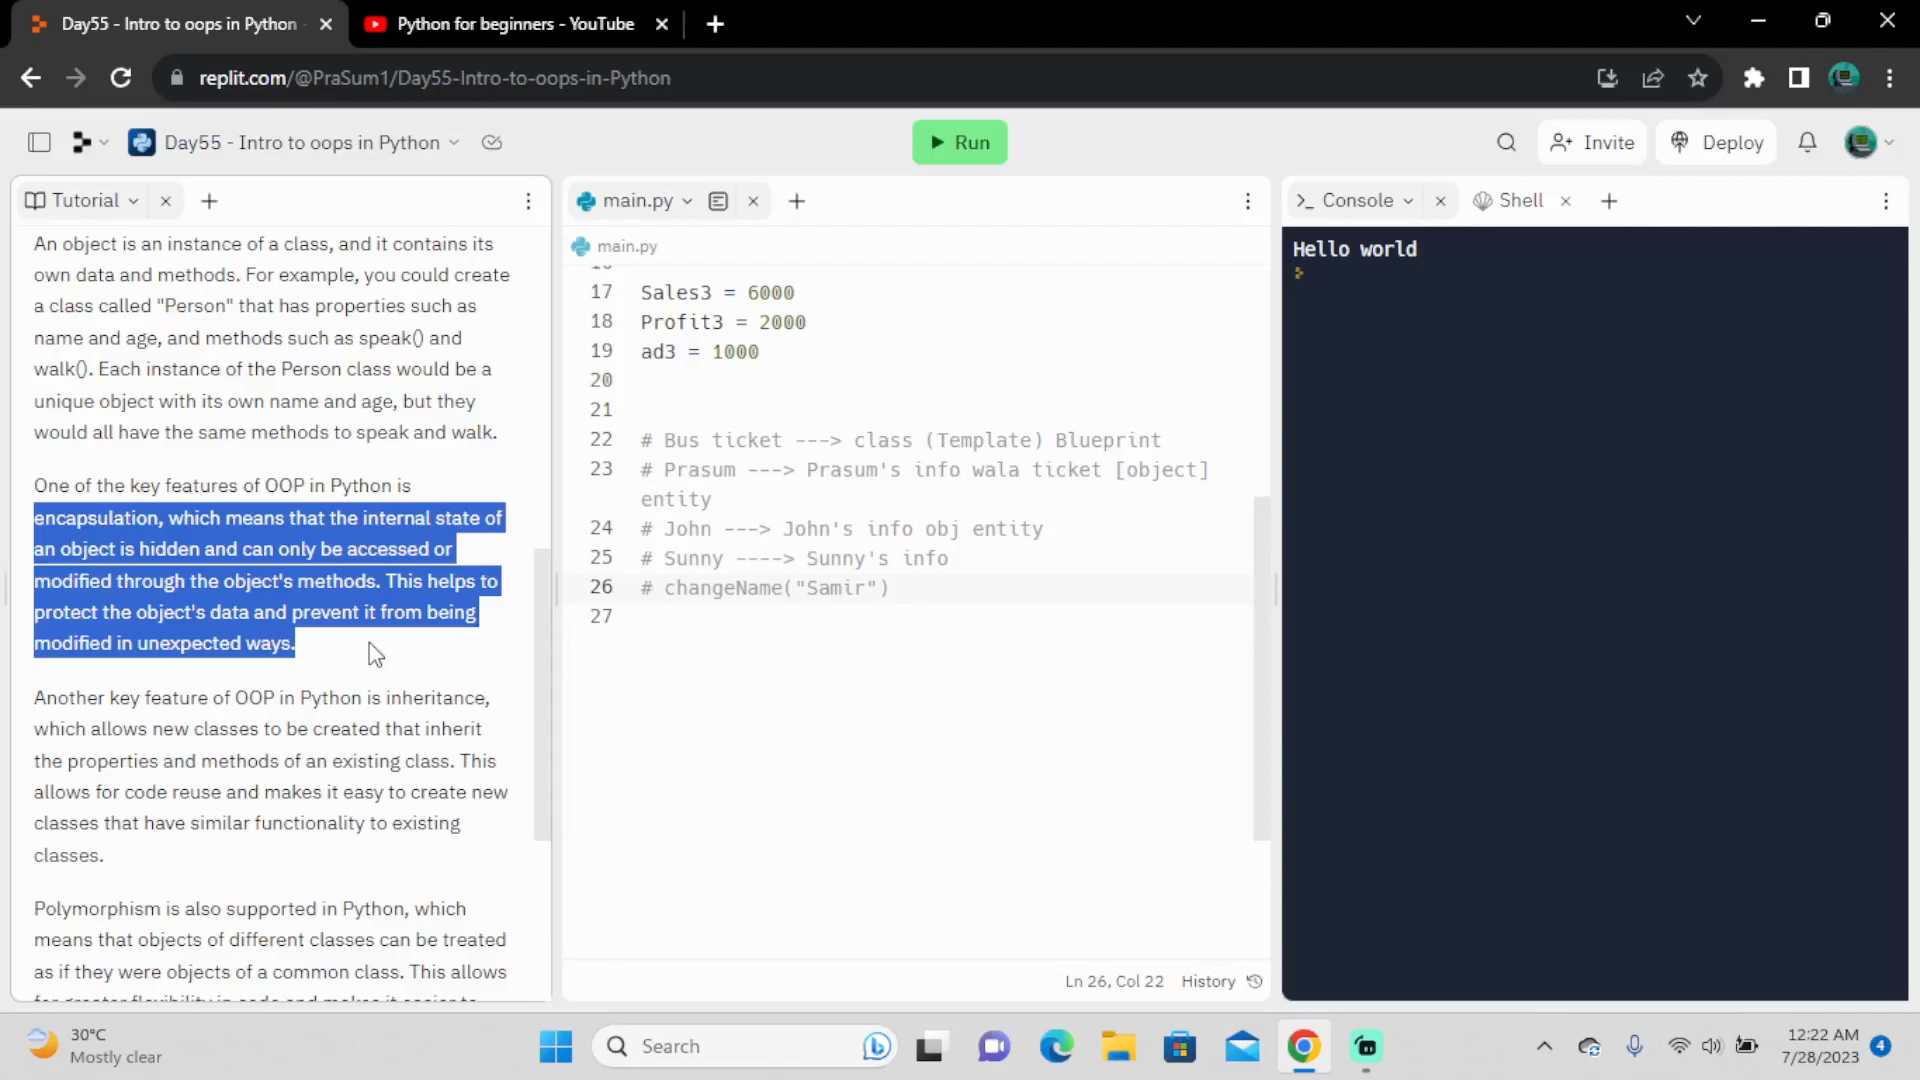 Day55 - Intro to oops in Python
Python for beginners - YouTube
replit.com/@PraSum1/Day55-Intro-to-oops-in-Python
Day55 - Intro to oops in Python
Run
Invite
Deploy
Tutorial
An object is an instance of a class, and it contains its
own data and methods. For example, you could create
a class called "Person" that has properties such as
name and age, and methods such as speak() and
walk(). Each instance of the Person class would be a
unique object with its own name and age, but they
would all have the same methods to speak and walk.
One of the key features of OOP in Python is
encapsulation, which means that the internal state of
an object is hidden and can only be accessed or
modified through the object's methods. This helps to
protect the object's data and prevent it from being
modified in unexpected ways.
Another key feature of OOP in Python is inheritance,
which allows new classes to be created that inherit
the properties and methods of an existing class. This
allows for code reuse and makes it easy to create new
classes that have similar functionality to existing
classes.
Polymorphism is also supported in Python, which
means that objects of different classes can be treated
as if they were objects of a common class. This allows
main.py
main.py
17 Sales3 = 6000
18 Profit3 = 2000
19 ad3 = 1000
20
21
22 # Bus ticket ---> class (Template) Blueprint
23 # Prasum ---> Prasum's info wala ticket [object]
entity
24 # John ---> John's info obj entity
25 # Sunny ----> Sunny's info
26 # changeName("Samir")
27
Ln 26, Col 22 History
Console
Shell
Hello world
30°C
Mostly clear
Search
12:22 AM
7/28/2023
4